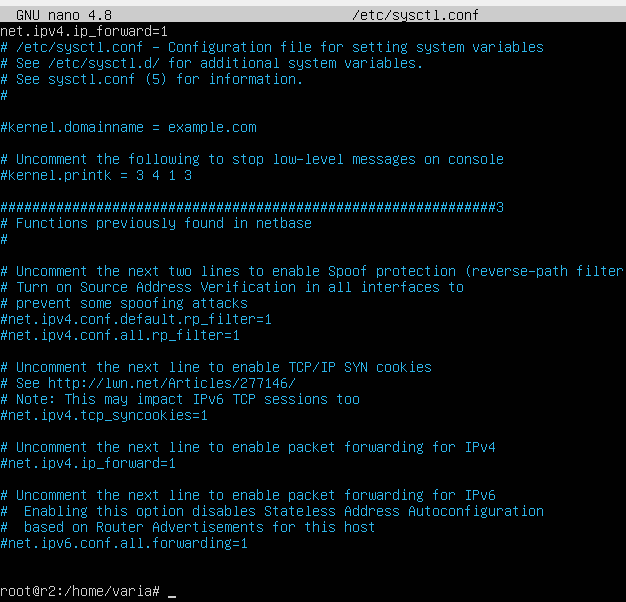 GNU nano 4.8 /etc/sysctl.conf
net.ipv4.ip_forward=1
# /etc/sysctl.conf - Configuration file for setting system variables
# See /etc/sysctl.d/ for additional system variables.
# See sysctl.conf (5) for information.
#
#kernel.domainname = example.com
# Uncomment the following to stop low-level messages on console
#kernel.printk = 3 4 1 3
##############################################################3
# Functions previously found in netbase
#
# Uncomment the next two lines to enable Spoof protection (reverse-path filter
# Turn on Source Address Verification in all interfaces to
# prevent some spoofing attacks
#net.ipv4.conf.default.rp_filter=1
#net.ipv4.conf.all.rp_filter=1
# Uncomment the next line to enable TCP/IP SYN cookies
# See http://lwn.net/Articles/277146/
# Note: This may impact IPv6 TCP sessions too
#net.ipv4.tcp_syncookies=1
# Uncomment the next line to enable packet forwarding for IPv4
#net.ipv4.ip_forward=1
# Uncomment the next line to enable packet forwarding for IPv6
#  Enabling this option disables Stateless Address Autoconfiguration
#  based on Router Advertisements for this host
#net.ipv6.conf.all.forwarding=1
root@r2:/home/varia# _